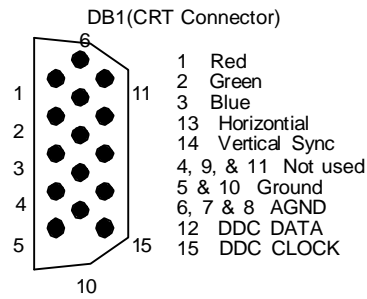 DB1(CRT Connector)
6
1
2
3
4
5
11
15
10
1 Red
2 Green
3 Blue
13 Horizontial
14 Vertical Sync
4, 9, & 11 Not used
5 & 10 Ground
6, 7 & 8 AGND
12 DDC DATA
15 DDC CLOCK